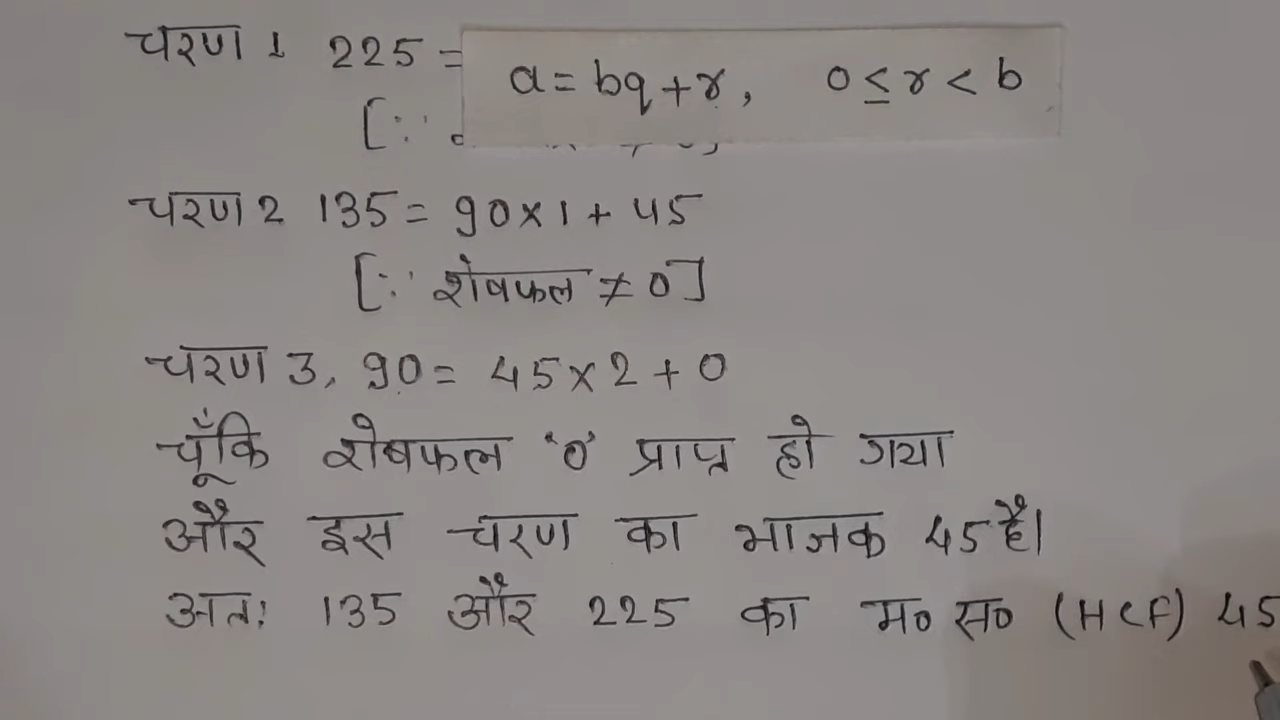 चरण 1 225 =
a = bq + r, 0 ≤ r < b
[∵
चरण 2 135 = 90 × 1 + 45
[∵ शेषफल ≠ 0]
चरण 3, 90 = 45 × 2 + 0
चूँकि शेषफल '0' प्राप्त हो गया
और इस चरण का भाजक 45 है।
अतः 135 और 225 का म० स० (HCF) 45